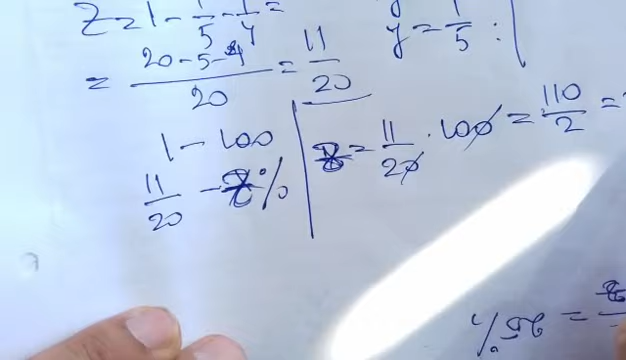 z = 1 - 1/5 - 1/4 =
= (20-5-4)/20 = 11/20
y = 1/5 :
1 - 100
11/20 - %
= 11/20 · 100 = 110/2 =
25%